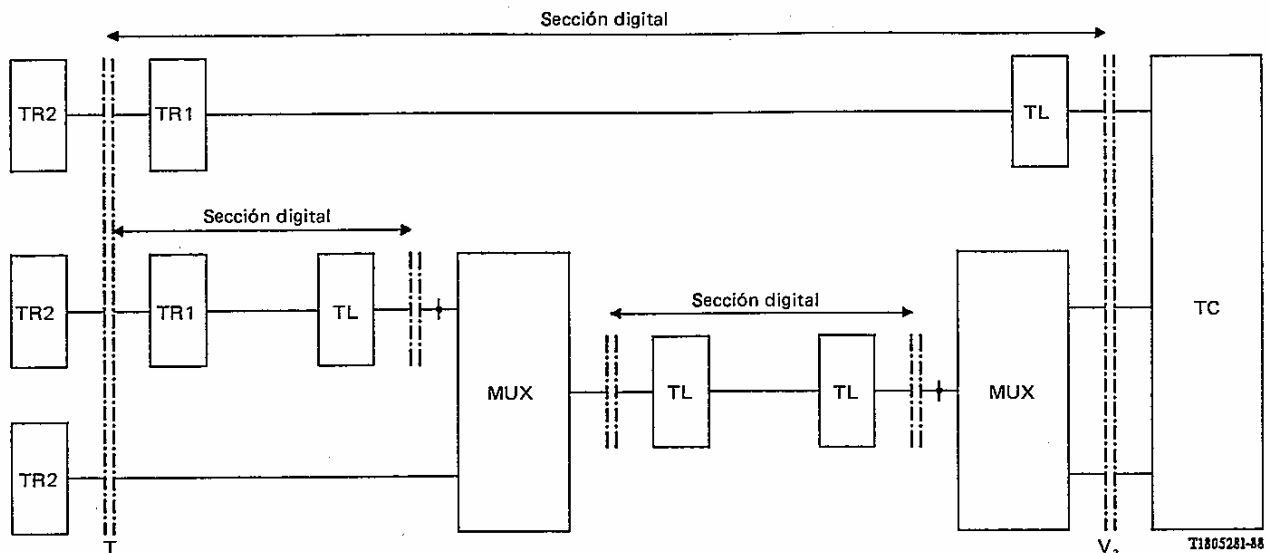 Sección digital
TR2
TR1
TL
TC
Sección digital
TR2
TR1
TL
MUX
Sección digital
TL
TL
MUX
TR2
T
V₃
T1805281-88